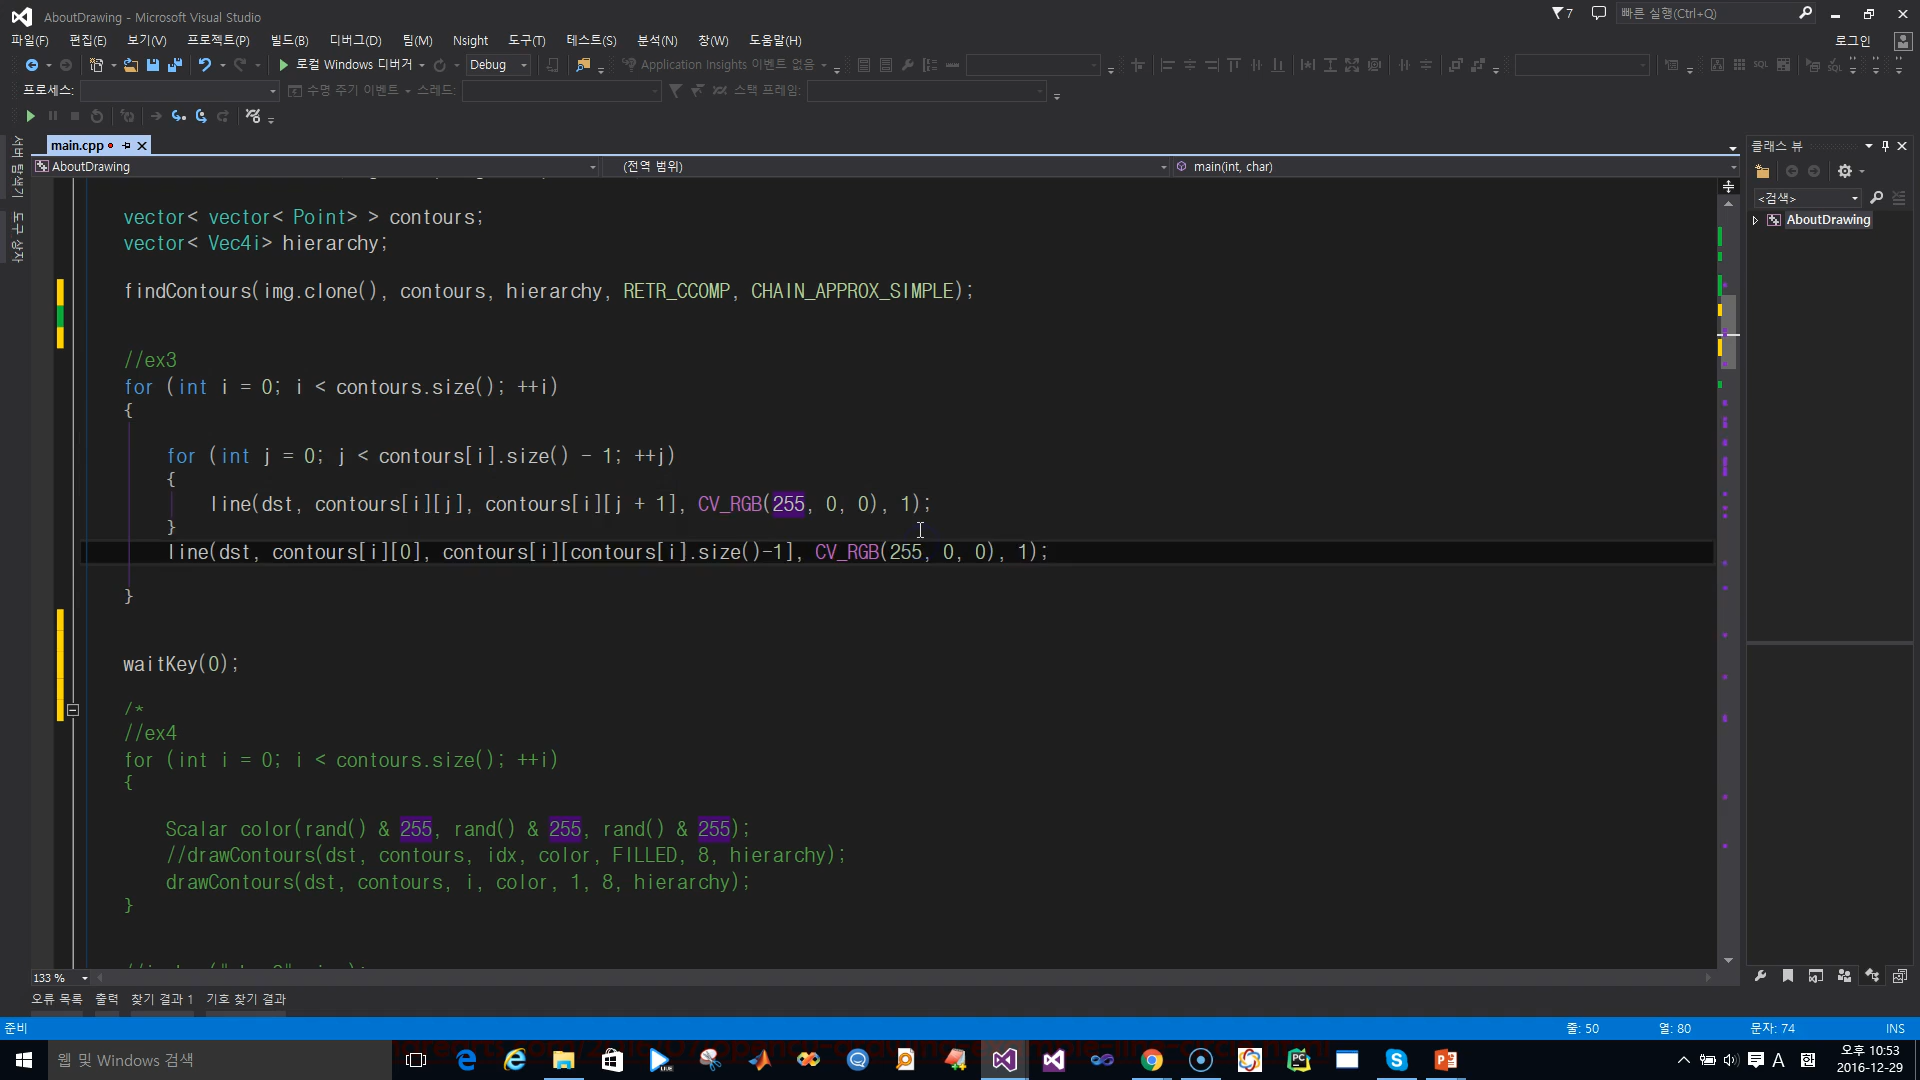 AboutDrawing - Microsoft Visual Studio
7
빠른 실행(Ctrl+Q)
파일(F) 편집(E) 보기(V) 프로젝트(P) 빌드(B) 디버그(D) 팀(M) Nsight 도구(T) 테스트(S) 분석(N) 창(W) 도움말(H)
로그인
로컬 Windows 디버거 Debug Application Insights 이벤트 없음
프로세스: 수명 주기 이벤트 스레드: 스택 프레임:
서버 탐색기
도구 상자
main.cpp
AboutDrawing (전역 범위) main(int, char)
vector< vector< Point> > contours;
vector< Vec4i> hierarchy;
findContours(img.clone(), contours, hierarchy, RETR_CCOMP, CHAIN_APPROX_SIMPLE);
//ex3
for (int i = 0; i < contours.size(); ++i)
{
for (int j = 0; j < contours[i].size() - 1; ++j)
{
line(dst, contours[i][j], contours[i][j + 1], CV_RGB(255, 0, 0), 1);
}
line(dst, contours[i][0], contours[i][contours[i].size()-1], CV_RGB(255, 0, 0), 1);
}
waitKey(0);
/*
//ex4
for (int i = 0; i < contours.size(); ++i)
{
Scalar color(rand() & 255, rand() & 255, rand() & 255);
//drawContours(dst, contours, idx, color, FILLED, 8, hierarchy);
drawContours(dst, contours, i, color, 1, 8, hierarchy);
}
클래스 뷰
<검색>
AboutDrawing
133 %
오류 목록 출력 찾기 결과 1 기호 찾기 결과
준비 줄: 50 열: 80 문자: 74 INS
웹 및 Windows 검색
A
오후 10:53
2016-12-29